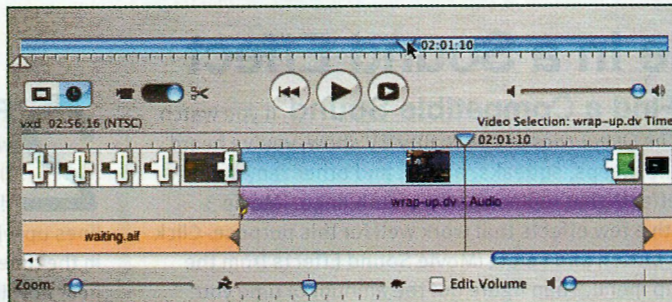 02:01:10
vxd 02:56:16 (NTSC)
Video Selection: wrap-up.dv Time
02:01:10
wrap-up.dv - Audio
waiting.aif
Zoom:
Edit Volume